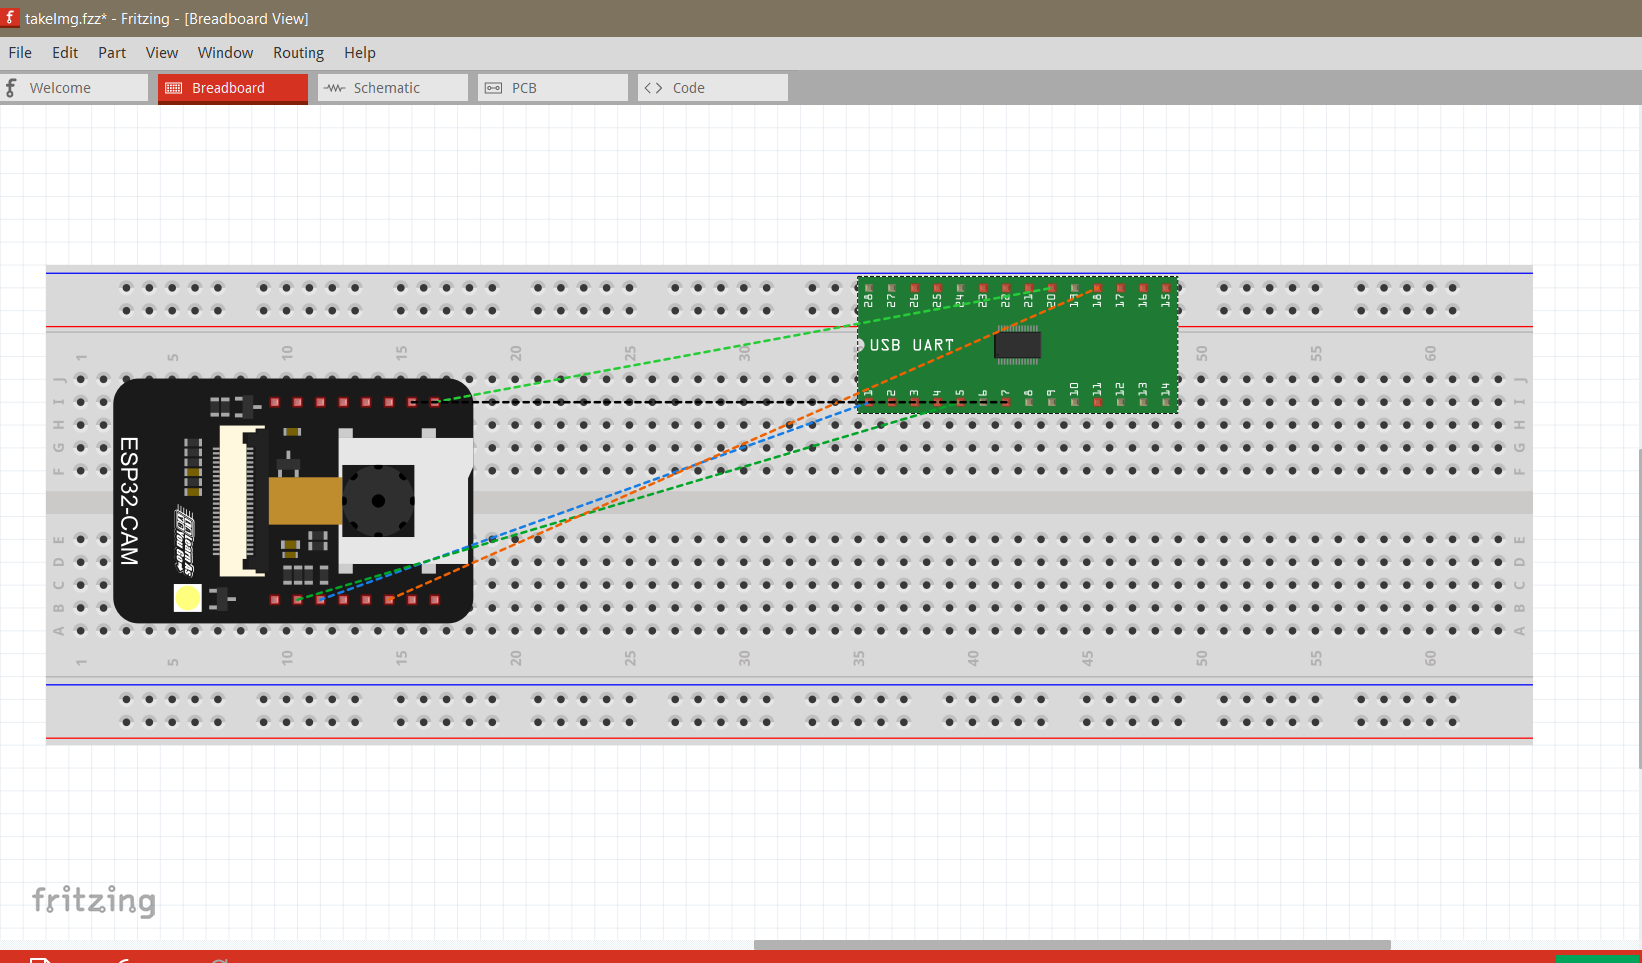 takeImg.fzz* - Fritzing - [Breadboard View]
File Edit Part View Window Routing Help
Welcome Breadboard Schematic PCB Code
28 27 26 25 24 23 22 21 20 19 18 17 16 15
USB UART
1 5 10 15 20 25 30 50 55 60
1 2 3 4 5 6 7 8 9 10 11 12 13 14
J J
I I
H H
G G
F F
ESP32-CAM
E E
D D
C C
B B
A A
1 5 10 15 20 25 30 35 40 45 50 55 60
fritzing